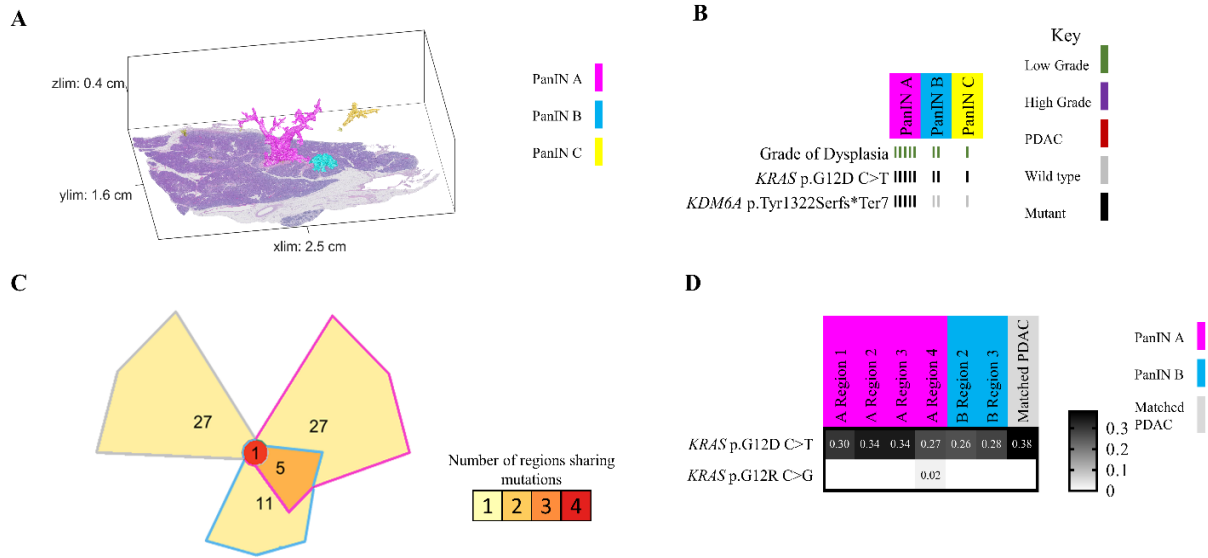 A
zlim: 0.4 cm
ylim: 1.6 cm
xlim: 2.5 cm
PanIN A
PanIN B
PanIN C
B
PanIN A
PanIN B
PanIN C
Grade of Dysplasia
KRAS p.G12D C>T
KDM6A p.Tyr1322Serfs*Ter7
Key
Low Grade
High Grade
PDAC
Wild type
Mutant
C
27
27
1
5
11
Number of regions sharing
mutations
1 2 3 4
D
A Region 1
A Region 2
A Region 3
A Region 4
B Region 2
B Region 3
Matched PDAC
KRAS p.G12D C>T 0.30 0.34 0.34 0.27 0.26 0.28 0.38
KRAS p.G12R C>G 0.02
0.3
0.2
0.1
0
PanIN A
PanIN B
Matched
PDAC